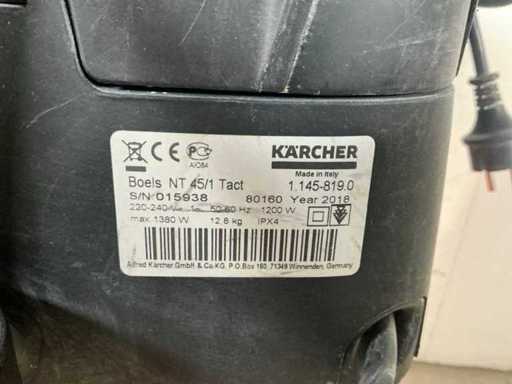 KÄRCHER
AЮ64
Made in Italy
Boels NT 45/1 Tact 1.145-819.0
S/N 015938 80160 Year 2018
220-240 V~ 1~ 50-60 Hz 1200 W
max 1380 W 12,8 kg IPX4
Alfred Kärcher GmbH & Co.KG, P.O.Box 160, 71349 Winnenden, Germany